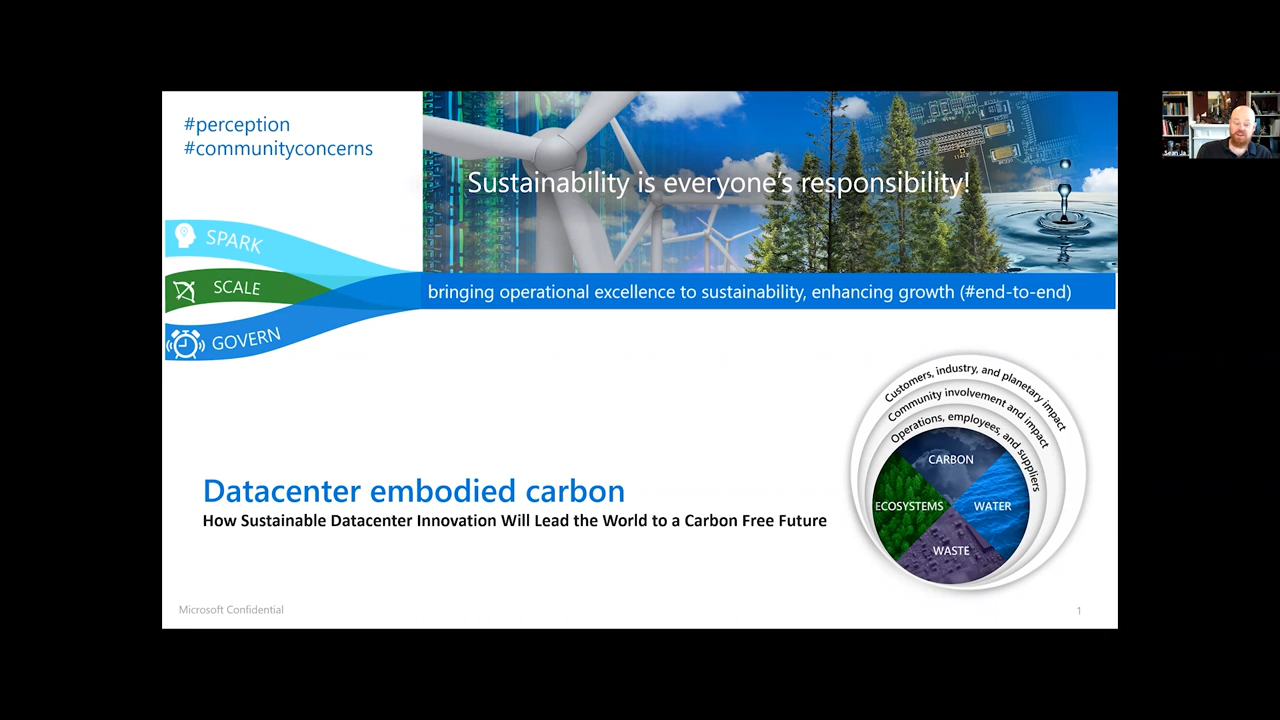 #perception
#communityconcerns
Sustainability is everyone's responsibility!
SPARK
SCALE
GOVERN
bringing operational excellence to sustainability, enhancing growth (#end-to-end)
Customers, industry, and planetary impact
Community involvement and impact
Operations, employees, and suppliers
CARBON
ECOSYSTEMS
WATER
WASTE
Datacenter embodied carbon
How Sustainable Datacenter Innovation Will Lead the World to a Carbon Free Future
Microsoft Confidential
1